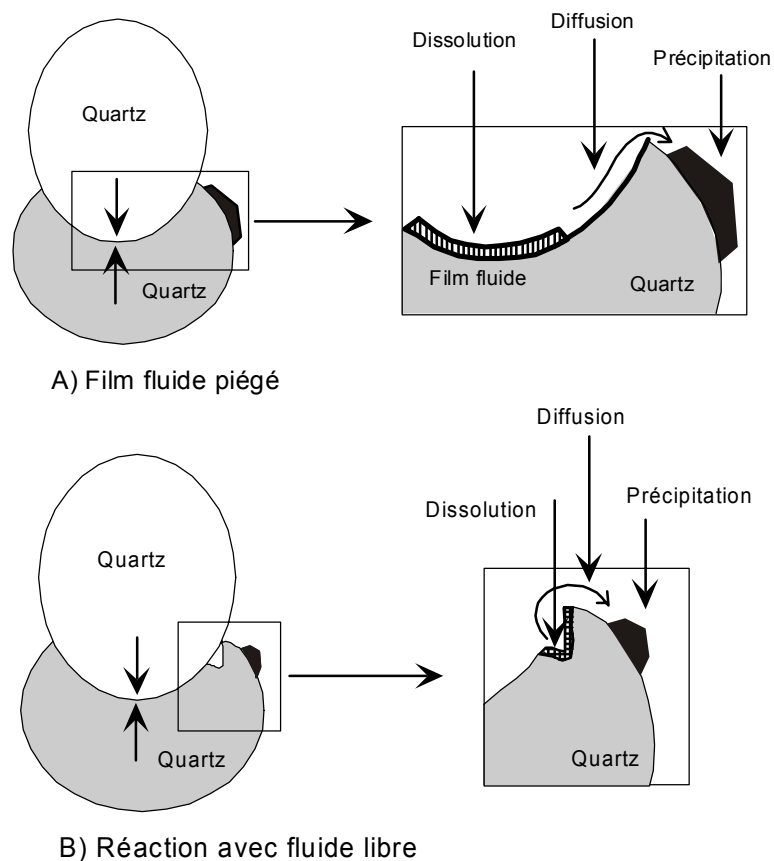 Diffusion
Dissolution
Précipitation
Quartz
Quartz
Film fluide
Quartz
A) Film fluide piégé
Diffusion
Dissolution
Précipitation
Quartz
Quartz
Quartz
B) Réaction avec fluide libre